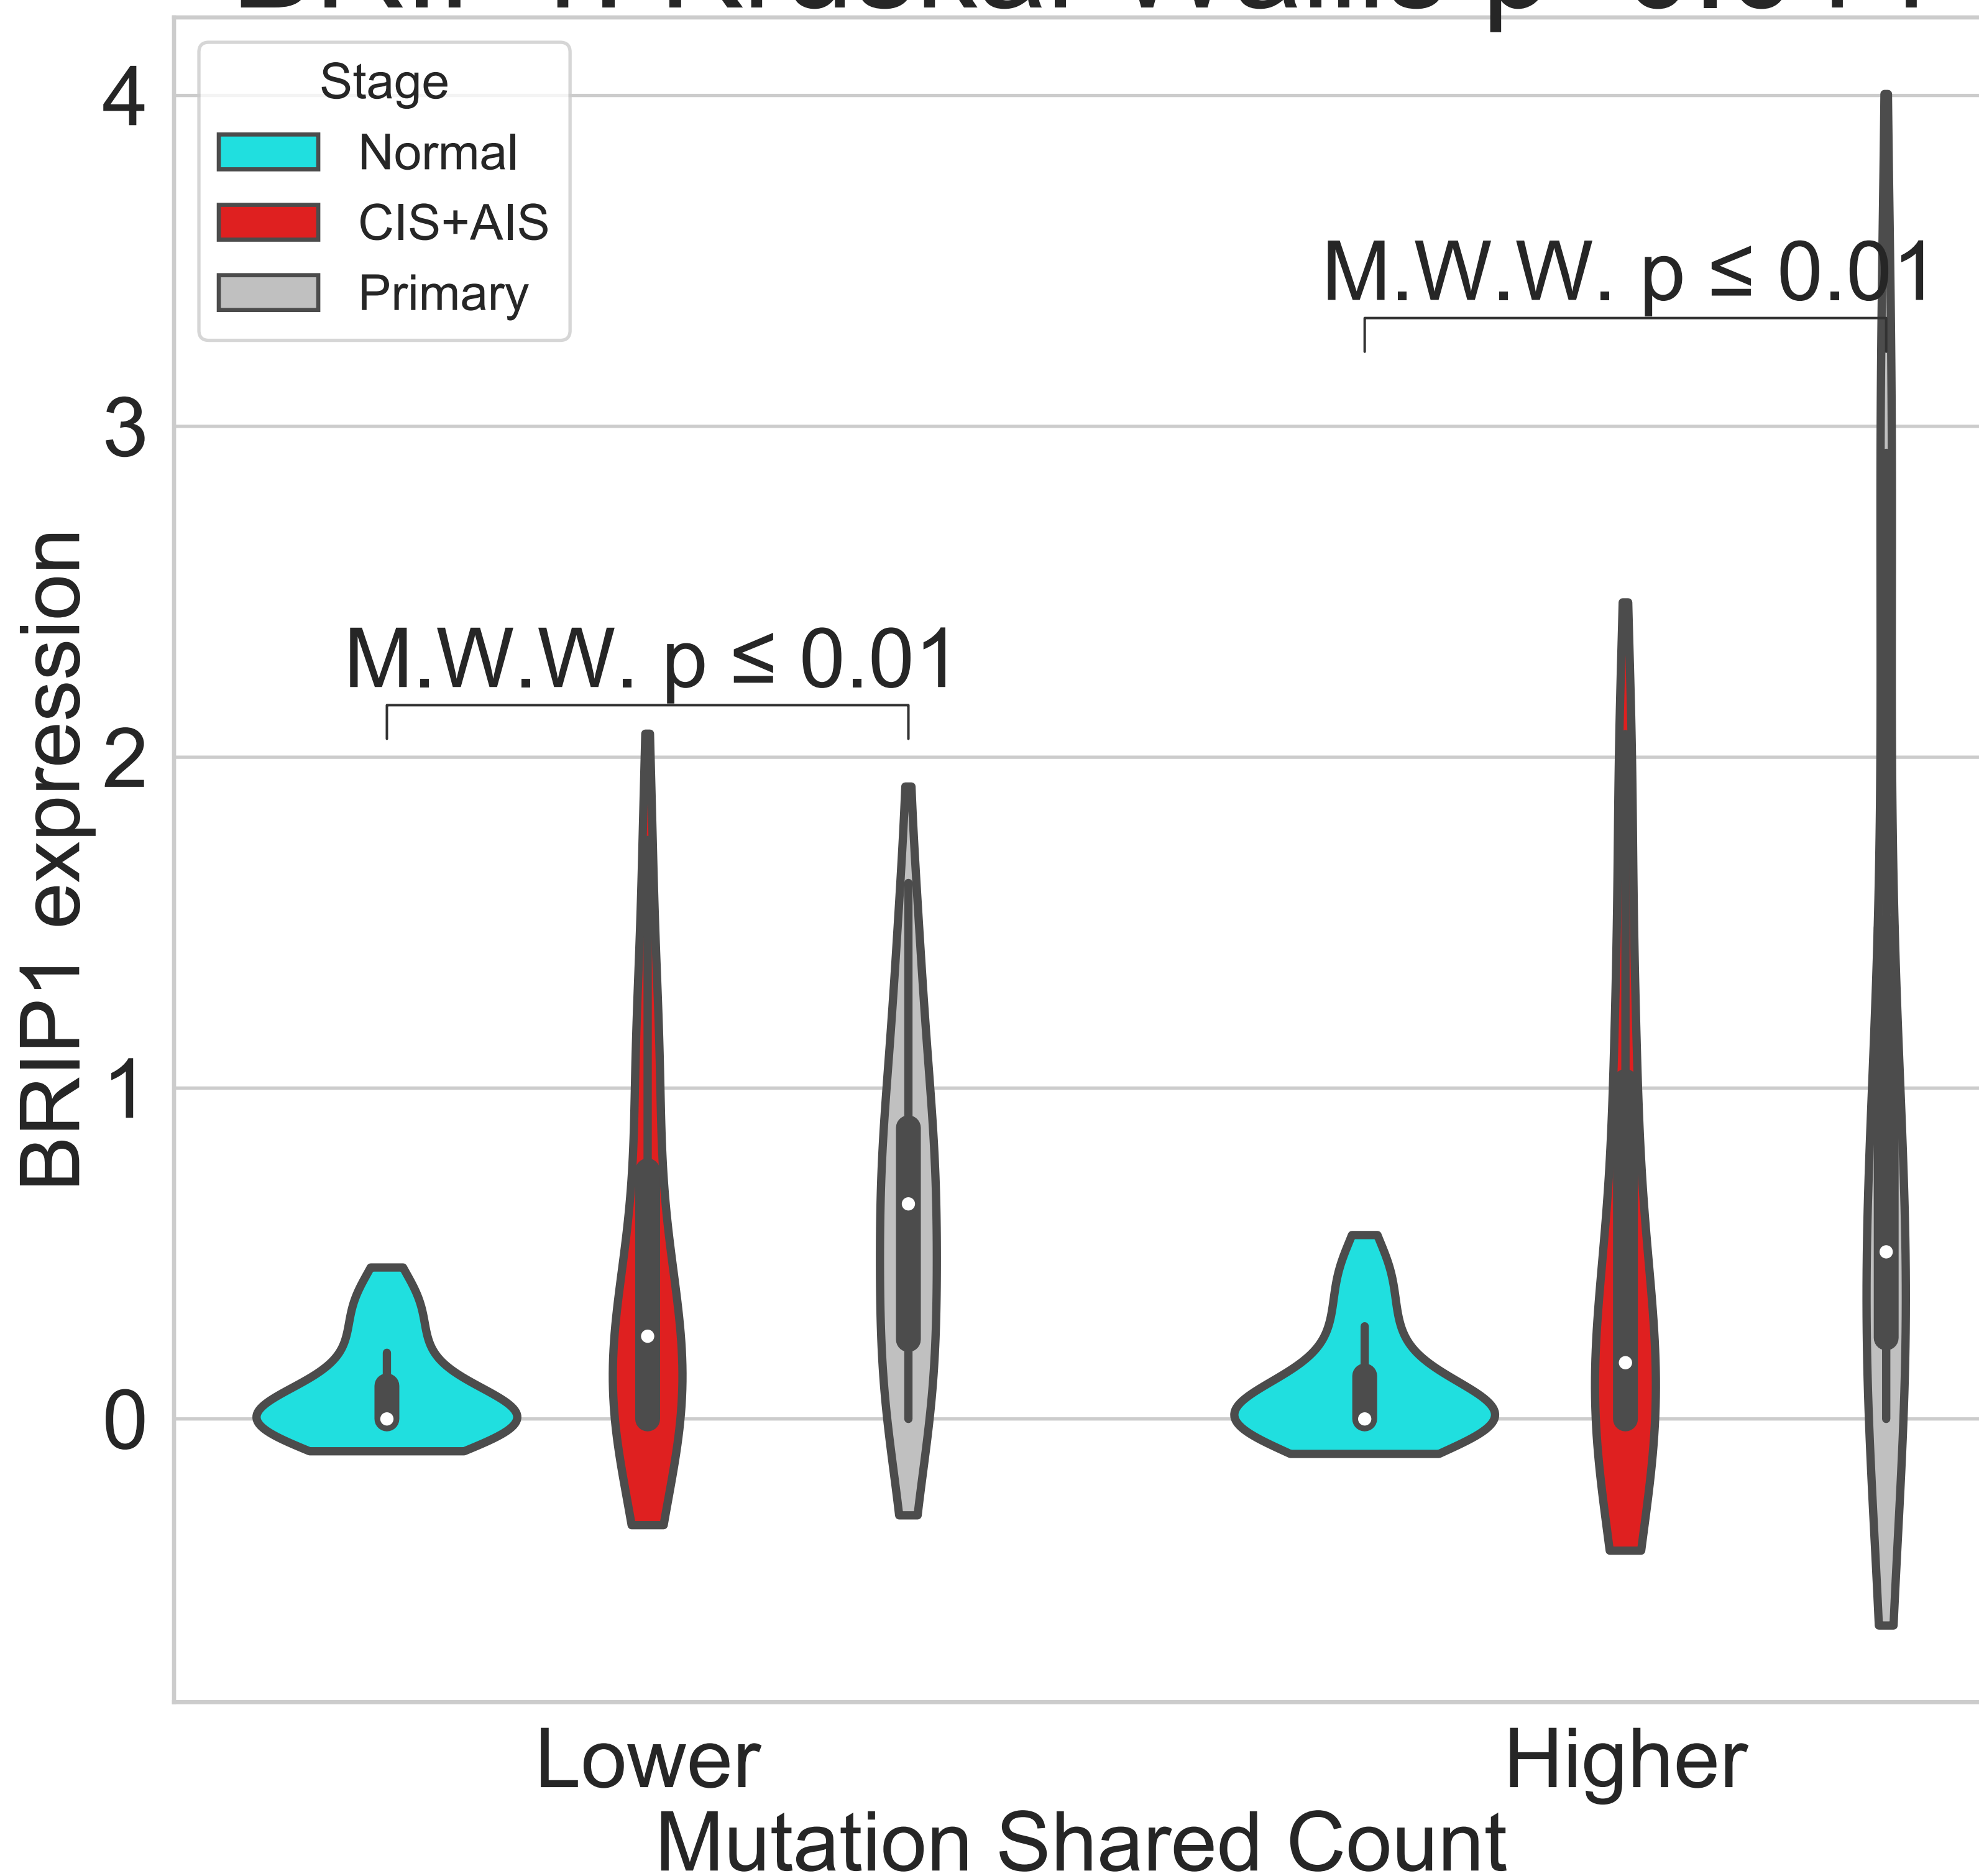 Stage
Normal
CIS+AIS
Primary
M.W.W. p ≤ 0.01
M.W.W. p ≤ 0.01
4
3
2
1
0
BRIP1 expression
Lower
Higher
Mutation Shared Count